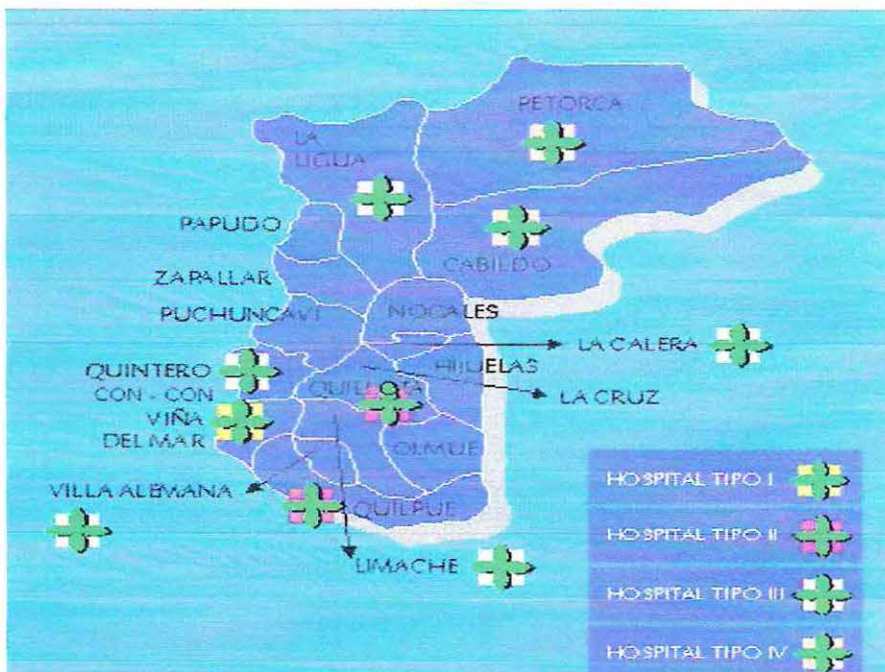 PETORCA
LA
LIGUA
PAPUDO
CABILDO
ZAPALLAR
PUCHUNCAVI
NOGALES
LA CALERA
HIJUELAS
QUINTERO
QUILLOTA
CON - CON
LA CRUZ
VIÑA
DEL MAR
OLMUE
VILLA ALEMANA
QUILPUE
LIMACHE
HOSPITAL TIPO I
HOSPITAL TIPO II
HOSPITAL TIPO III
HOSPITAL TIPO IV